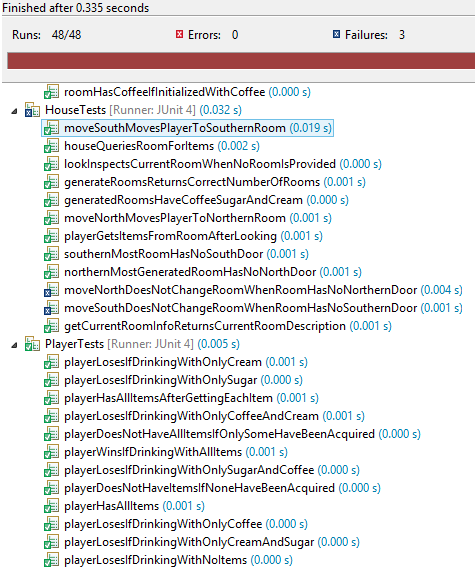 Finished after 0.335 seconds
Runs: 48/48 Errors: 0 Failures: 3
roomHasCoffeeIfInitializedWithCoffee (0.000 s)
HouseTests [Runner: JUnit 4] (0.032 s)
moveSouthMovesPlayerToSouthernRoom (0.019 s)
houseQueriesRoomForItems (0.002 s)
lookInspectsCurrentRoomWhenNoRoomIsProvided (0.000 s)
generateRoomsReturnsCorrectNumberOfRooms (0.001 s)
generatedRoomsHaveCoffeeSugarAndCream (0.000 s)
moveNorthMovesPlayerToNorthernRoom (0.001 s)
playerGetsItemsFromRoomAfterLooking (0.000 s)
southernMostRoomHasNoSouthDoor (0.000 s)
northernMostGeneratedRoomHasNoNorthDoor (0.001 s)
moveNorthDoesNotChangeRoomWhenRoomHasNoNorthernDoor (0.004 s)
moveSouthDoesNotChangeRoomWhenRoomHasNoSouthernDoor (0.001 s)
getCurrentRoomInfoReturnsCurrentRoomDescription (0.001 s)
PlayerTests [Runner: JUnit 4] (0.005 s)
playerLosesIfDrinkingWithOnlyCream (0.001 s)
playerLosesIfDrinkingWithOnlySugar (0.000 s)
playerHasAllItemsAfterGettingEachItem (0.001 s)
playerLosesIfDrinkingWithOnlyCoffeeAndCream (0.001 s)
playerDoesNotHaveAllItemsIfOnlySomeHaveBeenAcquired (0.000 s)
playerWinsIfDrinkingWithAllItems (0.001 s)
playerLosesIfDrinkingWithOnlySugarAndCoffee (0.000 s)
playerDoesNotHaveItemsIfNoneHaveBeenAcquired (0.000 s)
playerHasAllItems (0.001 s)
playerLosesIfDrinkingWithOnlyCoffee (0.000 s)
playerLosesIfDrinkingWithOnlyCreamAndSugar (0.000 s)
playerLosesIfDrinkingWithNoItems (0.000 s)